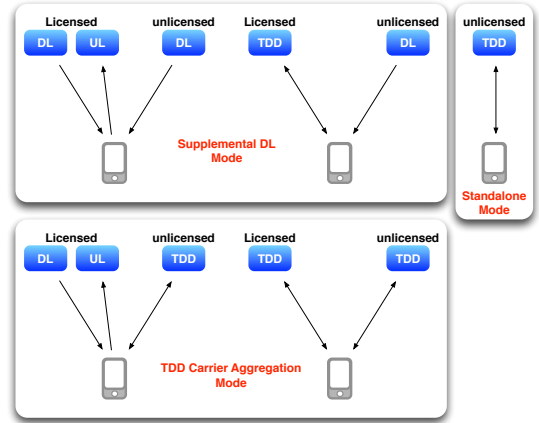 Licensed unlicensed Licensed unlicensed
DL UL DL TDD DL
Supplemental DL
Mode
unlicensed
TDD
Standalone
Mode
Licensed unlicensed Licensed unlicensed
DL UL TDD TDD TDD
TDD Carrier Aggregation
Mode